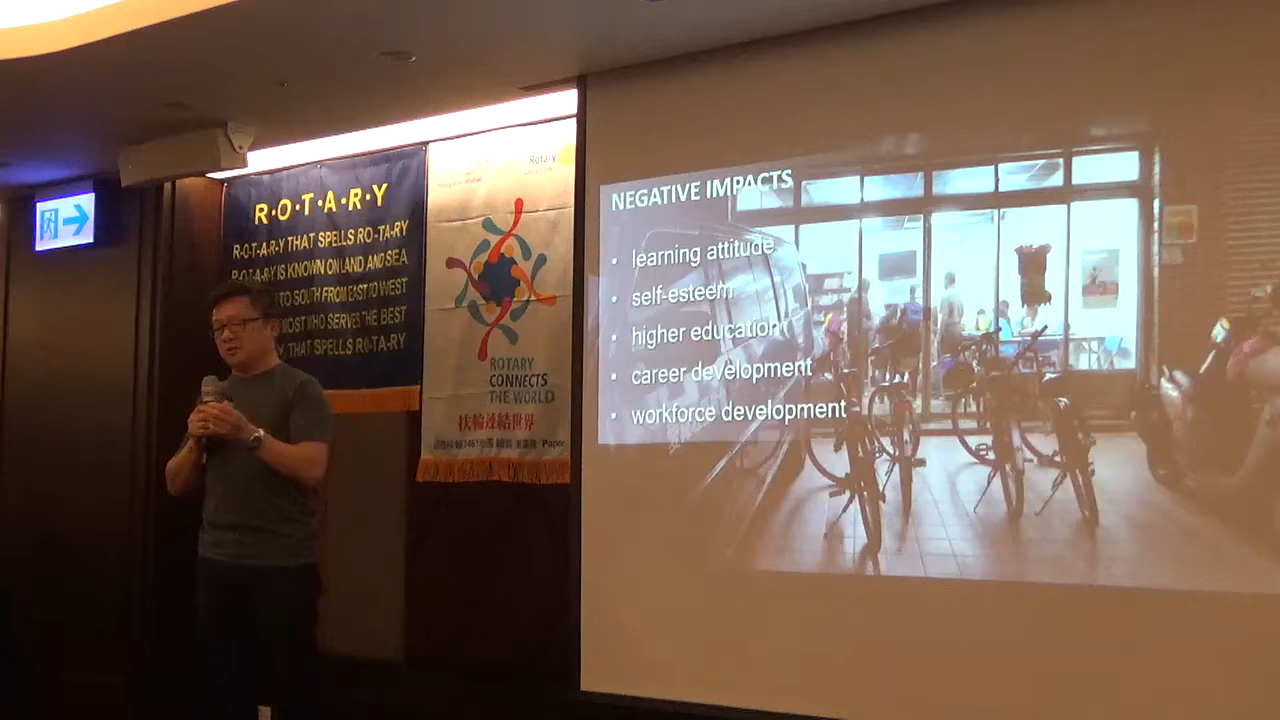 R·O·T·A·R·Y
R-O-T-A-R-Y THAT SPELLS RO-TA-RY
R-O-T-A-R-Y IS KNOWN ON LAND AND SEA
TO SOUTH FROM EAST TO WEST
MOST WHO SERVES THE BEST
THAT SPELLS RO-TA-RY
Rotary
ROTARY
CONNECTS
THE WORLD
扶輪連結世界
Paper
NEGATIVE IMPACTS
• learning attitude
• self-esteem
• higher education
• career development
• workforce development